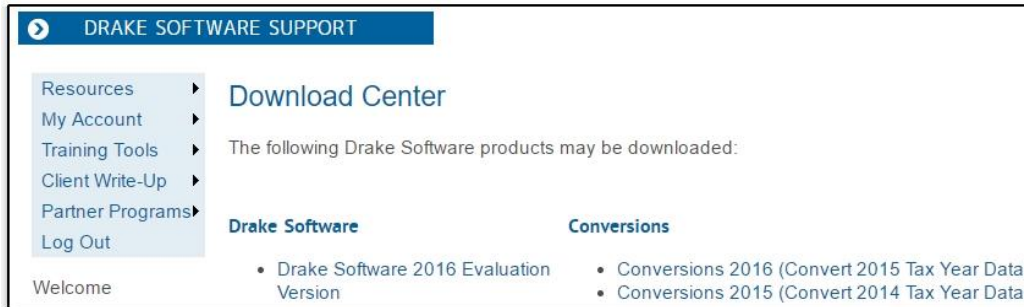 DRAKE SOFTWARE SUPPORT
Resources
My Account
Training Tools
Client Write-Up
Partner Programs
Log Out
Welcome
Download Center
The following Drake Software products may be downloaded:
Drake Software
• Drake Software 2016 Evaluation
Version
Conversions
• Conversions 2016 (Convert 2015 Tax Year Data
• Conversions 2015 (Convert 2014 Tax Year Data